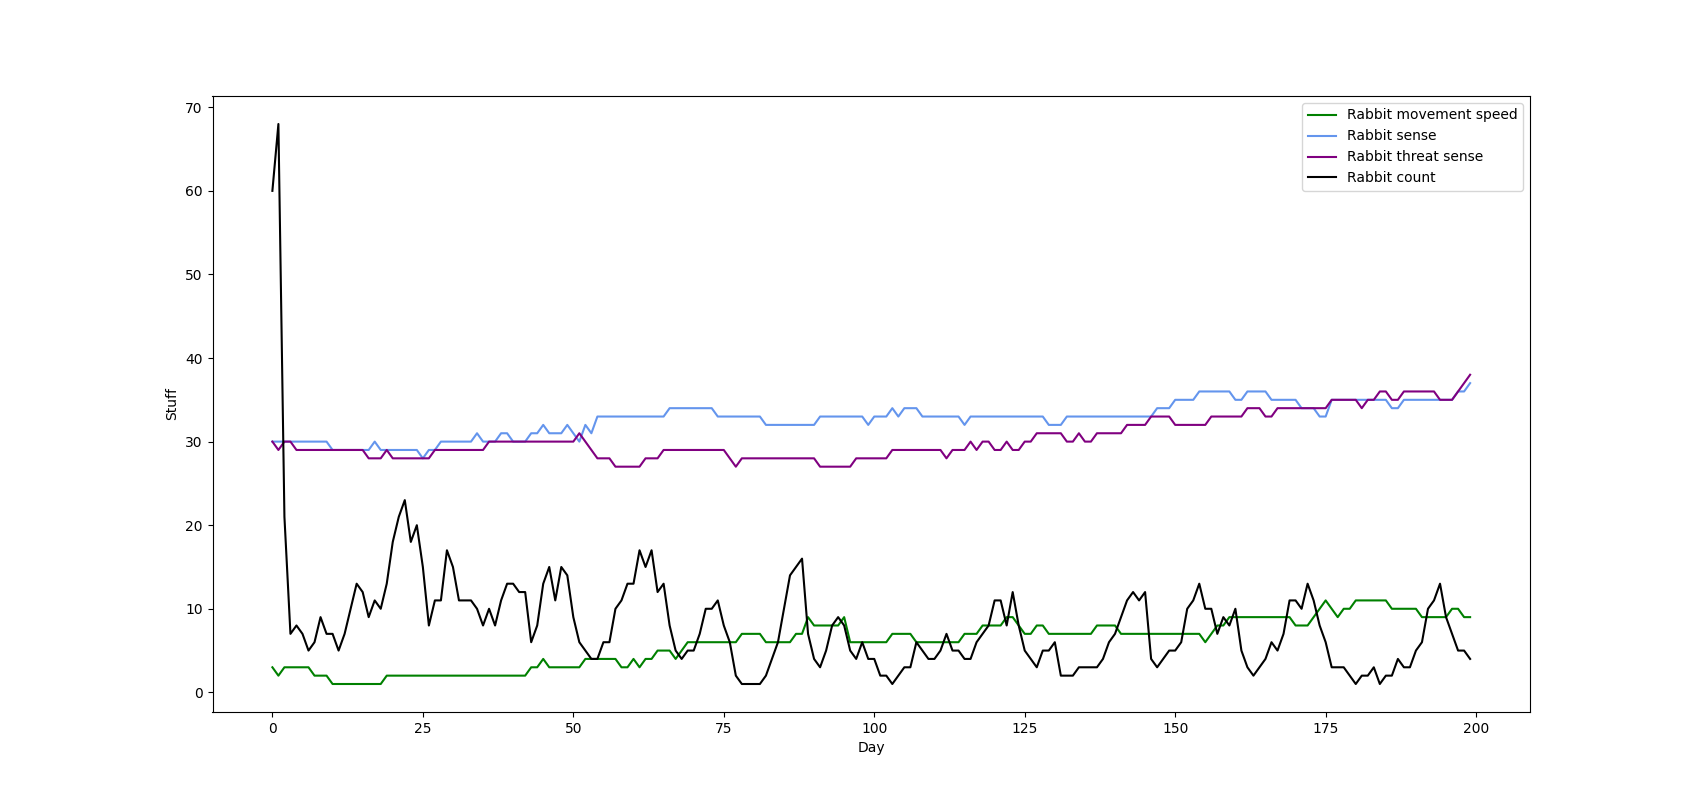 70
60
50
40
30
20
10
0
Stuff
Rabbit movement speed
Rabbit sense
Rabbit threat sense
Rabbit count
0 25 50 75 100 125 150 175 200
Day